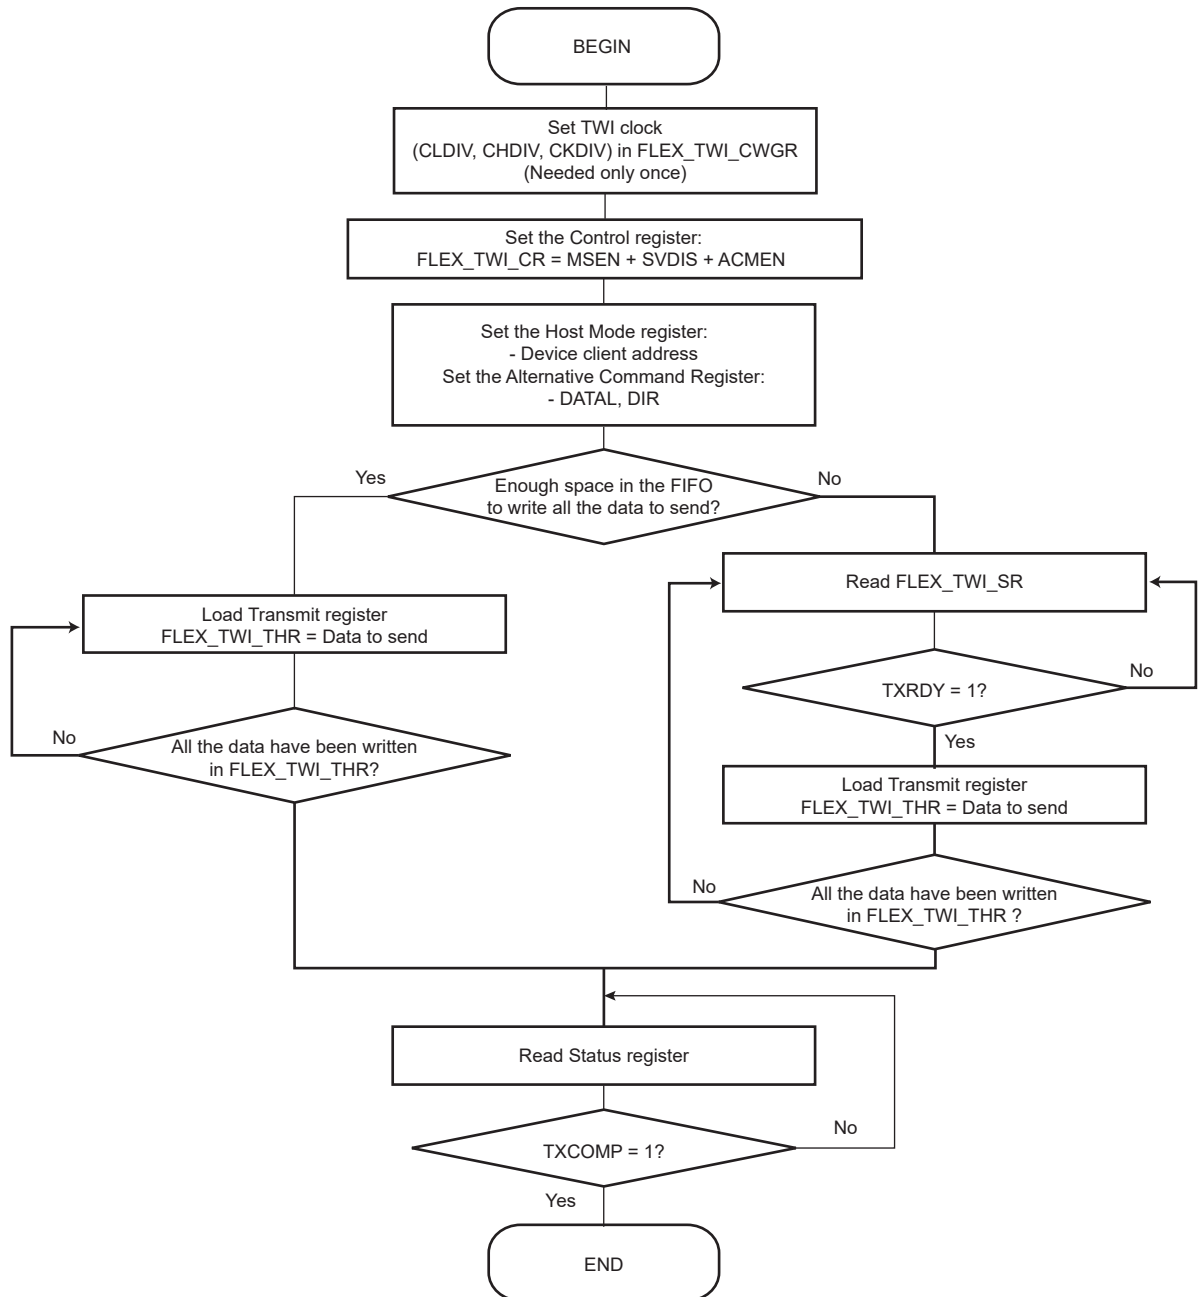 BEGIN
Set TWI clock
(CLDIV, CHDIV, CKDIV) in FLEX_TWI_CWGR
(Needed only once)
Set the Control register:
FLEX_TWI_CR = MSEN + SVDIS + ACMEN
Set the Host Mode register:
- Device client address
Set the Alternative Command Register:
- DATAL, DIR
Yes
Enough space in the FIFO
to write all the data to send?
No
Load Transmit register
FLEX_TWI_THR = Data to send
No
All the data have been written
in FLEX_TWI_THR?
Read FLEX_TWI_SR
TXRDY = 1?
No
Yes
Load Transmit register
FLEX_TWI_THR = Data to send
No
All the data have been written
in FLEX_TWI_THR ?
Read Status register
TXCOMP = 1?
No
Yes
END